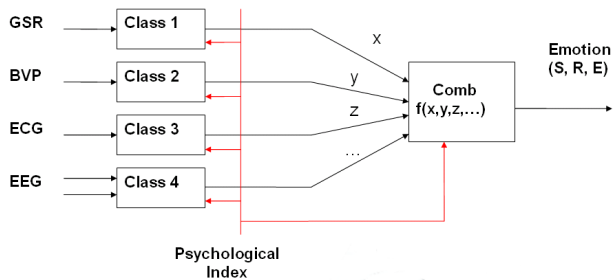 GSR
Class 1
x
BVP
Class 2
y
ECG
Class 3
z
EEG
Class 4
...
Comb
f(x,y,z,...)
Emotion
(S, R, E)
Psychological
Index